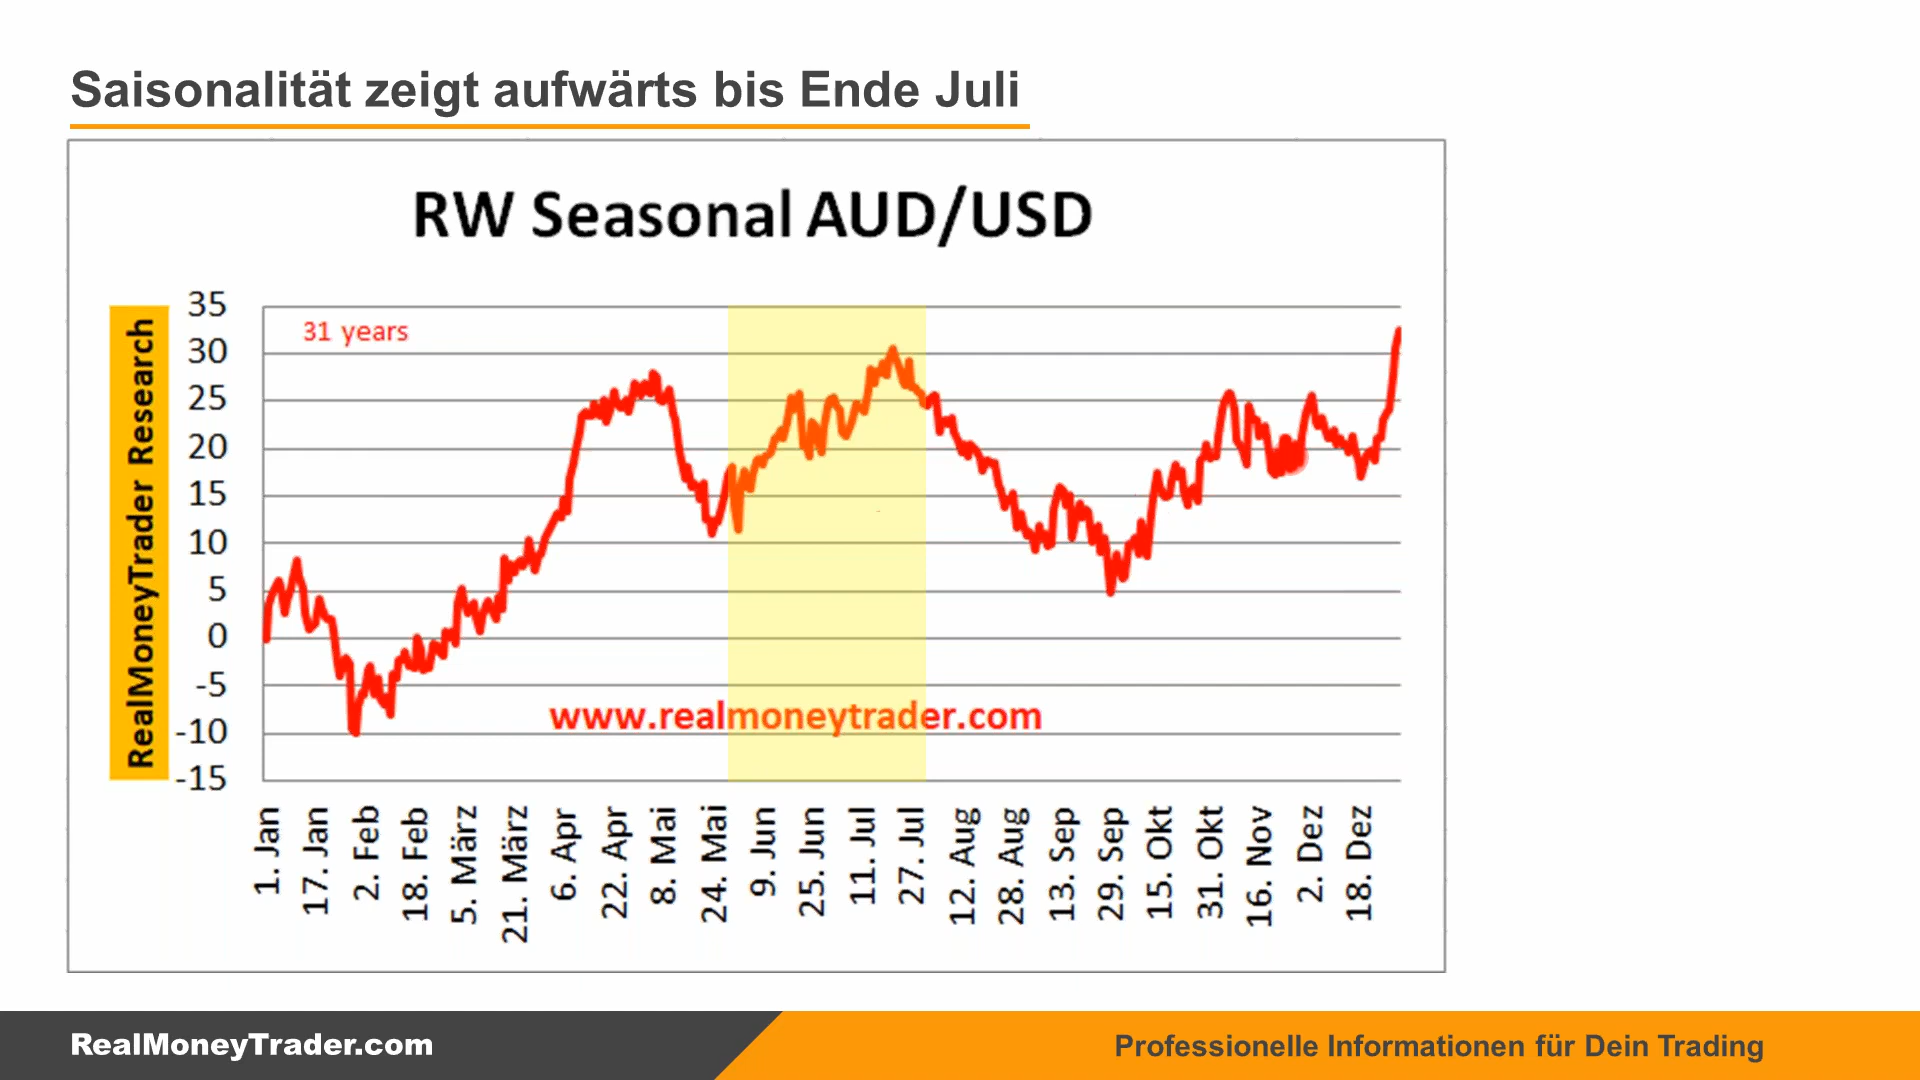 Saisonalität zeigt aufwärts bis Ende Juli
RW Seasonal AUD/USD
RealMoneyTrader Research
35
30
25
20
15
10
5
0
-5
-10
-15
31 years
www.realmoneytrader.com
1. Jan
17. Jan
2. Feb
18. Feb
5. März
21. März
6. Apr
22. Apr
8. Mai
24. Mai
9. Jun
25. Jun
11. Jul
27. Jul
12. Aug
28. Aug
13. Sep
29. Sep
15. Okt
31. Okt
16. Nov
2. Dez
18. Dez
RealMoneyTrader.com
Professionelle Informationen für Dein Trading